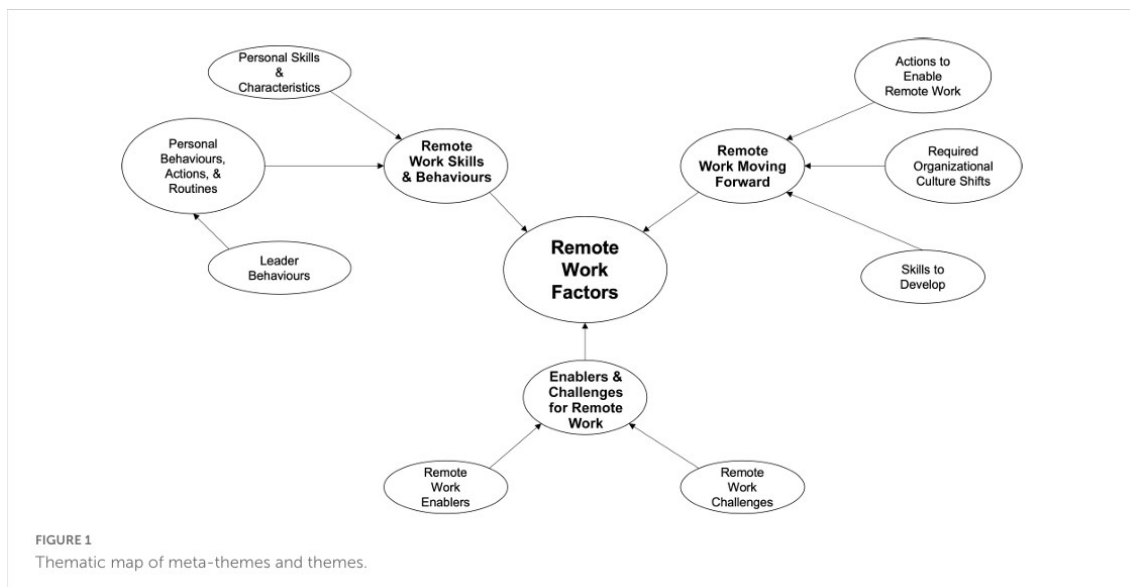 Personal Skills
&
Characteristics
Actions to
Enable
Remote Work
Personal
Behaviours,
Actions, &
Routines
Remote
Work Skills
& Behaviours
Remote
Work Moving
Forward
Required
Organizational
Culture Shifts
Leader
Behaviours
Remote
Work
Factors
Skills to
Develop
Enablers &
Challenges
for Remote
Work
Remote
Work
Enablers
Remote
Work
Challenges
FIGURE 1
Thematic map of meta-themes and themes.